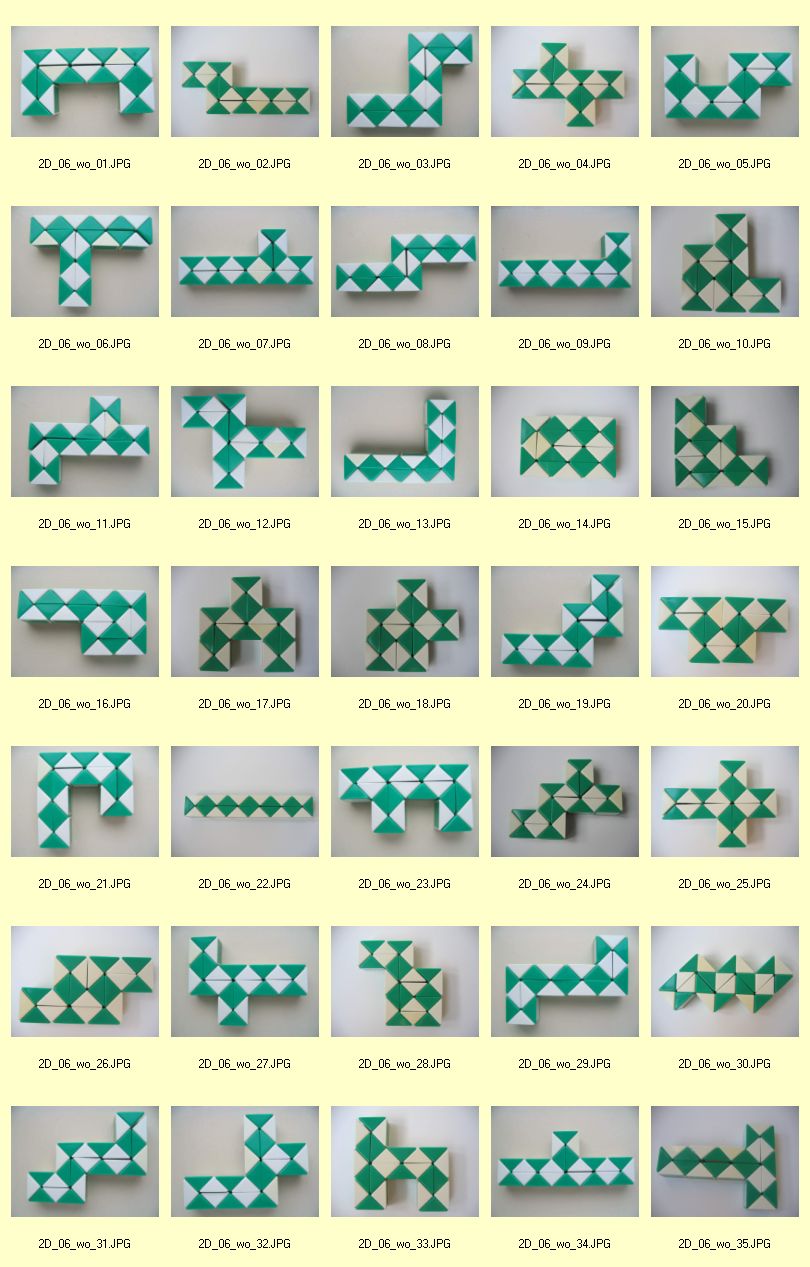 2D_06_wo_01.JPG 2D_06_wo_02.JPG 2D_06_wo_03.JPG 2D_06_wo_04.JPG 2D_06_wo_05.JPG
2D_06_wo_06.JPG 2D_06_wo_07.JPG 2D_06_wo_08.JPG 2D_06_wo_09.JPG 2D_06_wo_10.JPG
2D_06_wo_11.JPG 2D_06_wo_12.JPG 2D_06_wo_13.JPG 2D_06_wo_14.JPG 2D_06_wo_15.JPG
2D_06_wo_16.JPG 2D_06_wo_17.JPG 2D_06_wo_18.JPG 2D_06_wo_19.JPG 2D_06_wo_20.JPG
2D_06_wo_21.JPG 2D_06_wo_22.JPG 2D_06_wo_23.JPG 2D_06_wo_24.JPG 2D_06_wo_25.JPG
2D_06_wo_26.JPG 2D_06_wo_27.JPG 2D_06_wo_28.JPG 2D_06_wo_29.JPG 2D_06_wo_30.JPG
2D_06_wo_31.JPG 2D_06_wo_32.JPG 2D_06_wo_33.JPG 2D_06_wo_34.JPG 2D_06_wo_35.JPG